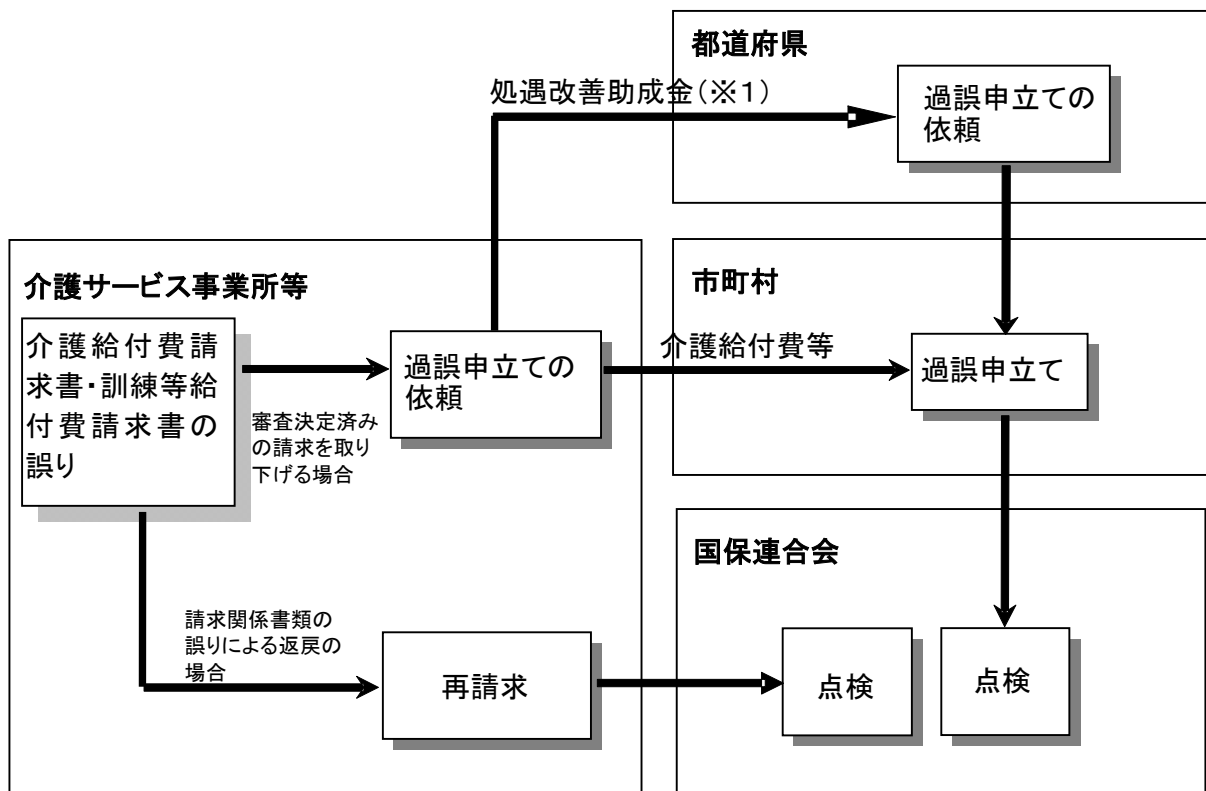 都道府県
処遇改善助成金(※1)
過誤申立ての
依頼
介護サービス事業所等
市町村
介護給付費請
求書・訓練等給
付費請求書の
誤り
審査決定済み
の請求を取り
下げる場合
過誤申立ての
依頼
介護給付費等
過誤申立て
国保連合会
請求関係書類の
誤りによる返戻の
場合
再請求
点検
点検